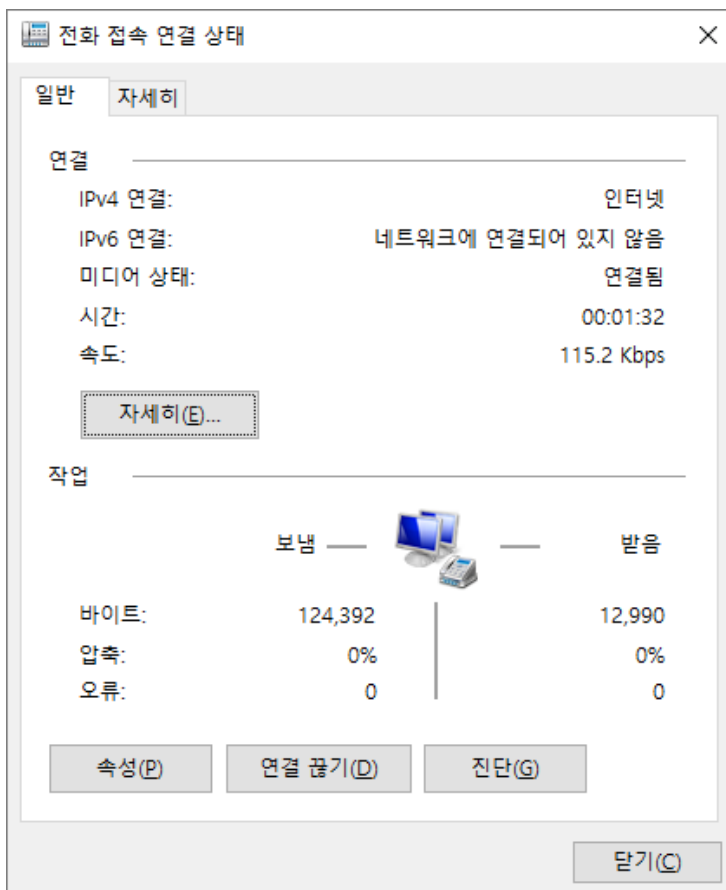 전화 접속 연결 상태
일반 자세히
연결
IPv4 연결: 인터넷
IPv6 연결: 네트워크에 연결되어 있지 않음
미디어 상태: 연결됨
시간: 00:01:32
속도: 115.2 Kbps
자세히(E)...
작업
보냄 받음
바이트: 124,392 12,990
압축: 0% 0%
오류: 0 0
속성(P) 연결 끊기(D) 진단(G)
닫기(C)